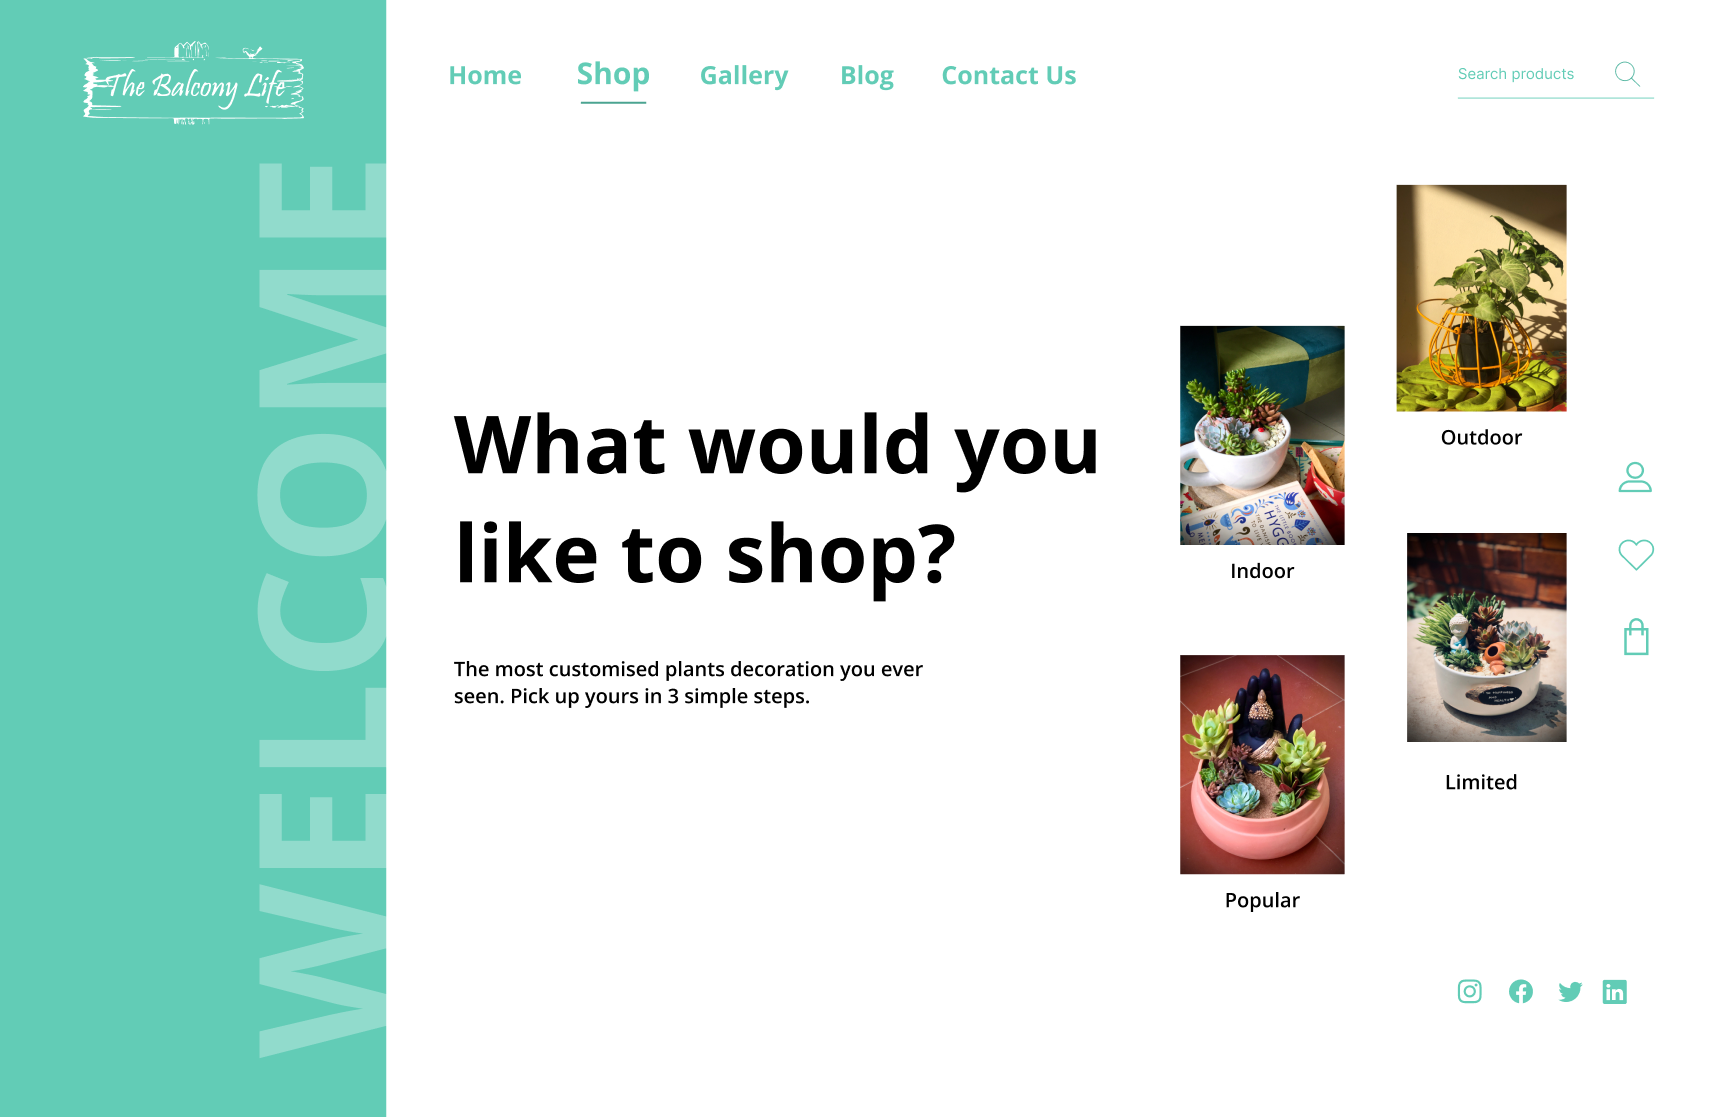 The Balcony Life
Home
Shop
Gallery
Blog
Contact Us
Search products
WELCOME
What would you
like to shop?
The most customised plants decoration you ever
seen. Pick up yours in 3 simple steps.
Outdoor
HYGG
Indoor
Limited
Popular